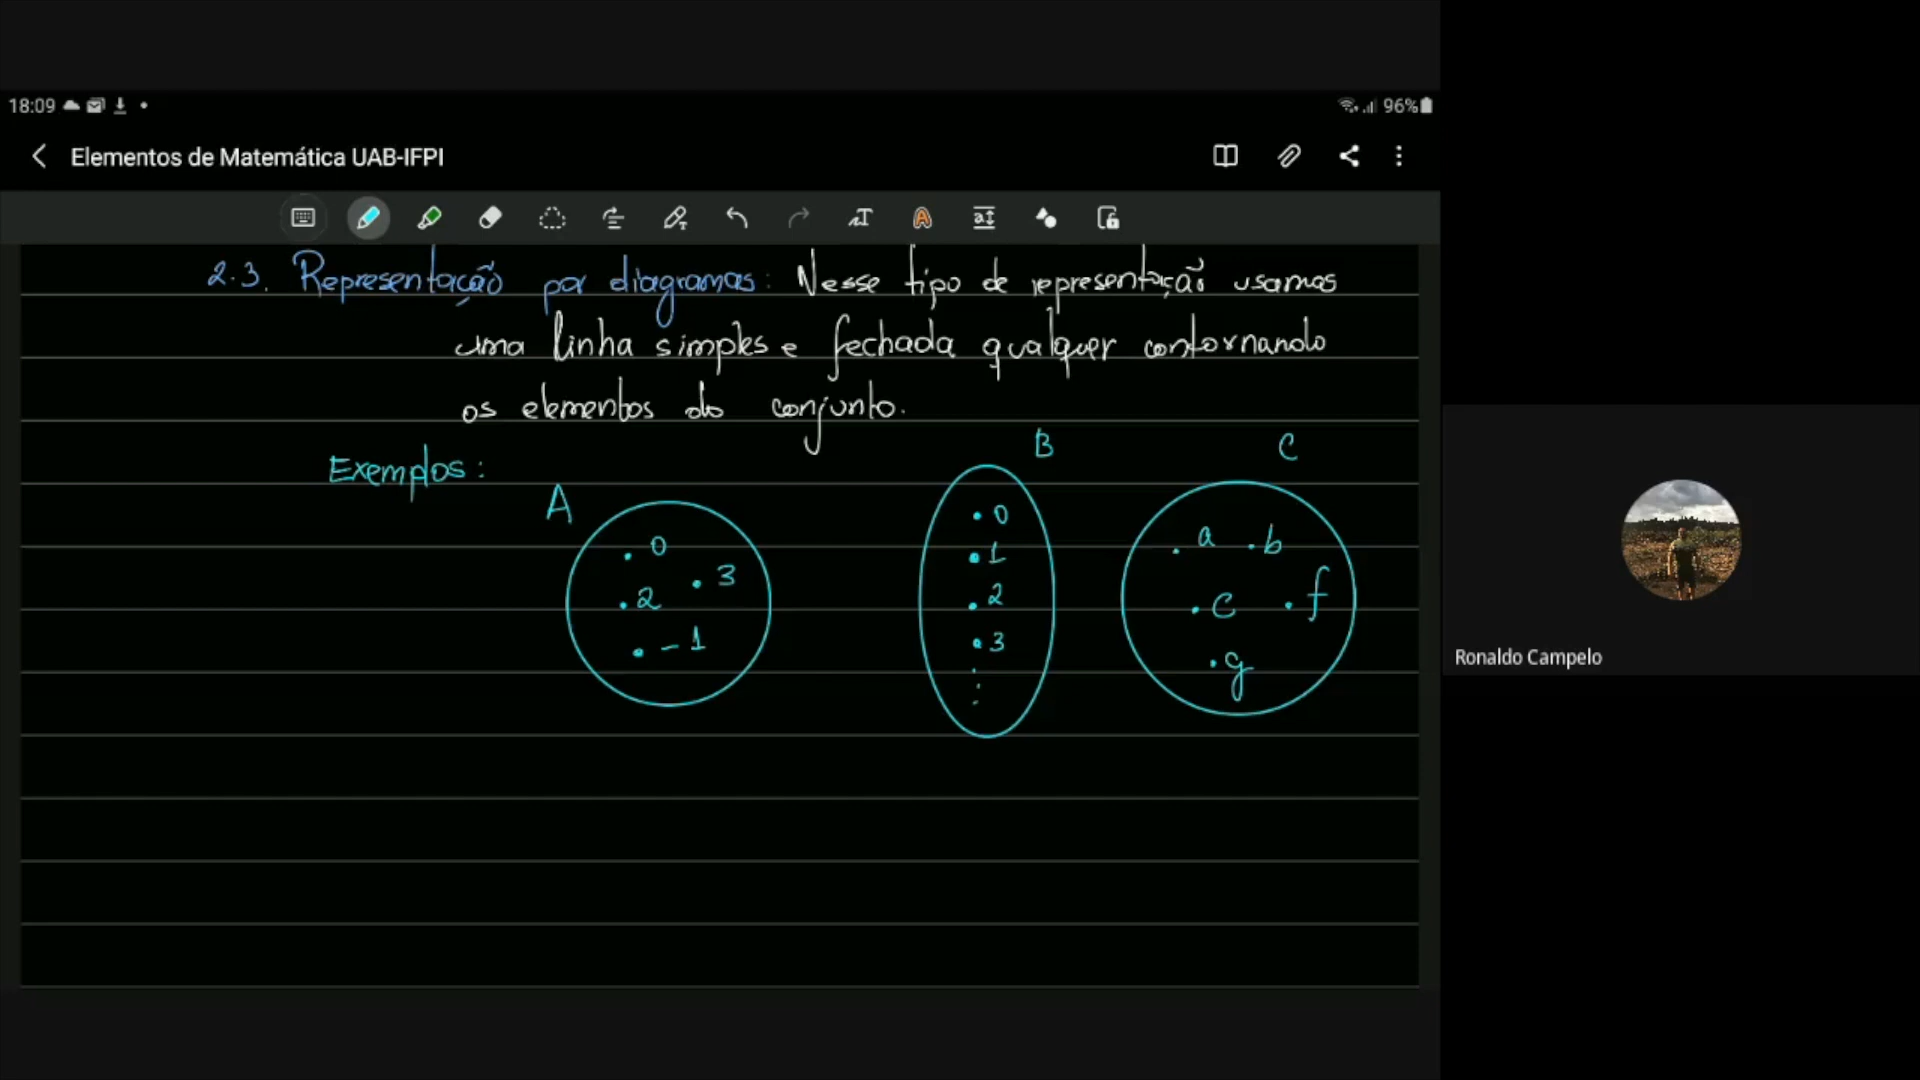 18:09
96%
Elementos de Matemática UAB-IFPI
2.3. Representação por diagramas: Nesse tipo de representação usamos
uma linha simples e fechada qualquer contornando
os elementos do conjunto.
Exemplos:
A
B
C
0
3
2
-1
0
1
2
3
⋮
a
b
c
f
g
Ronaldo Campelo